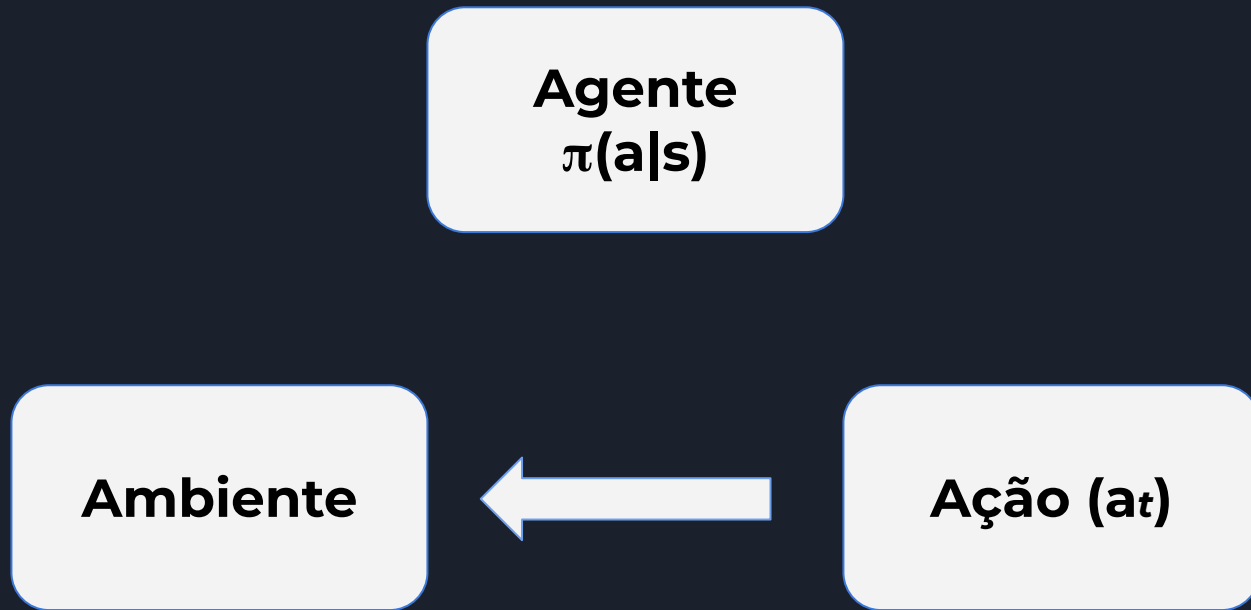 Agente
π(a|s)
Ambiente
Ação (at)